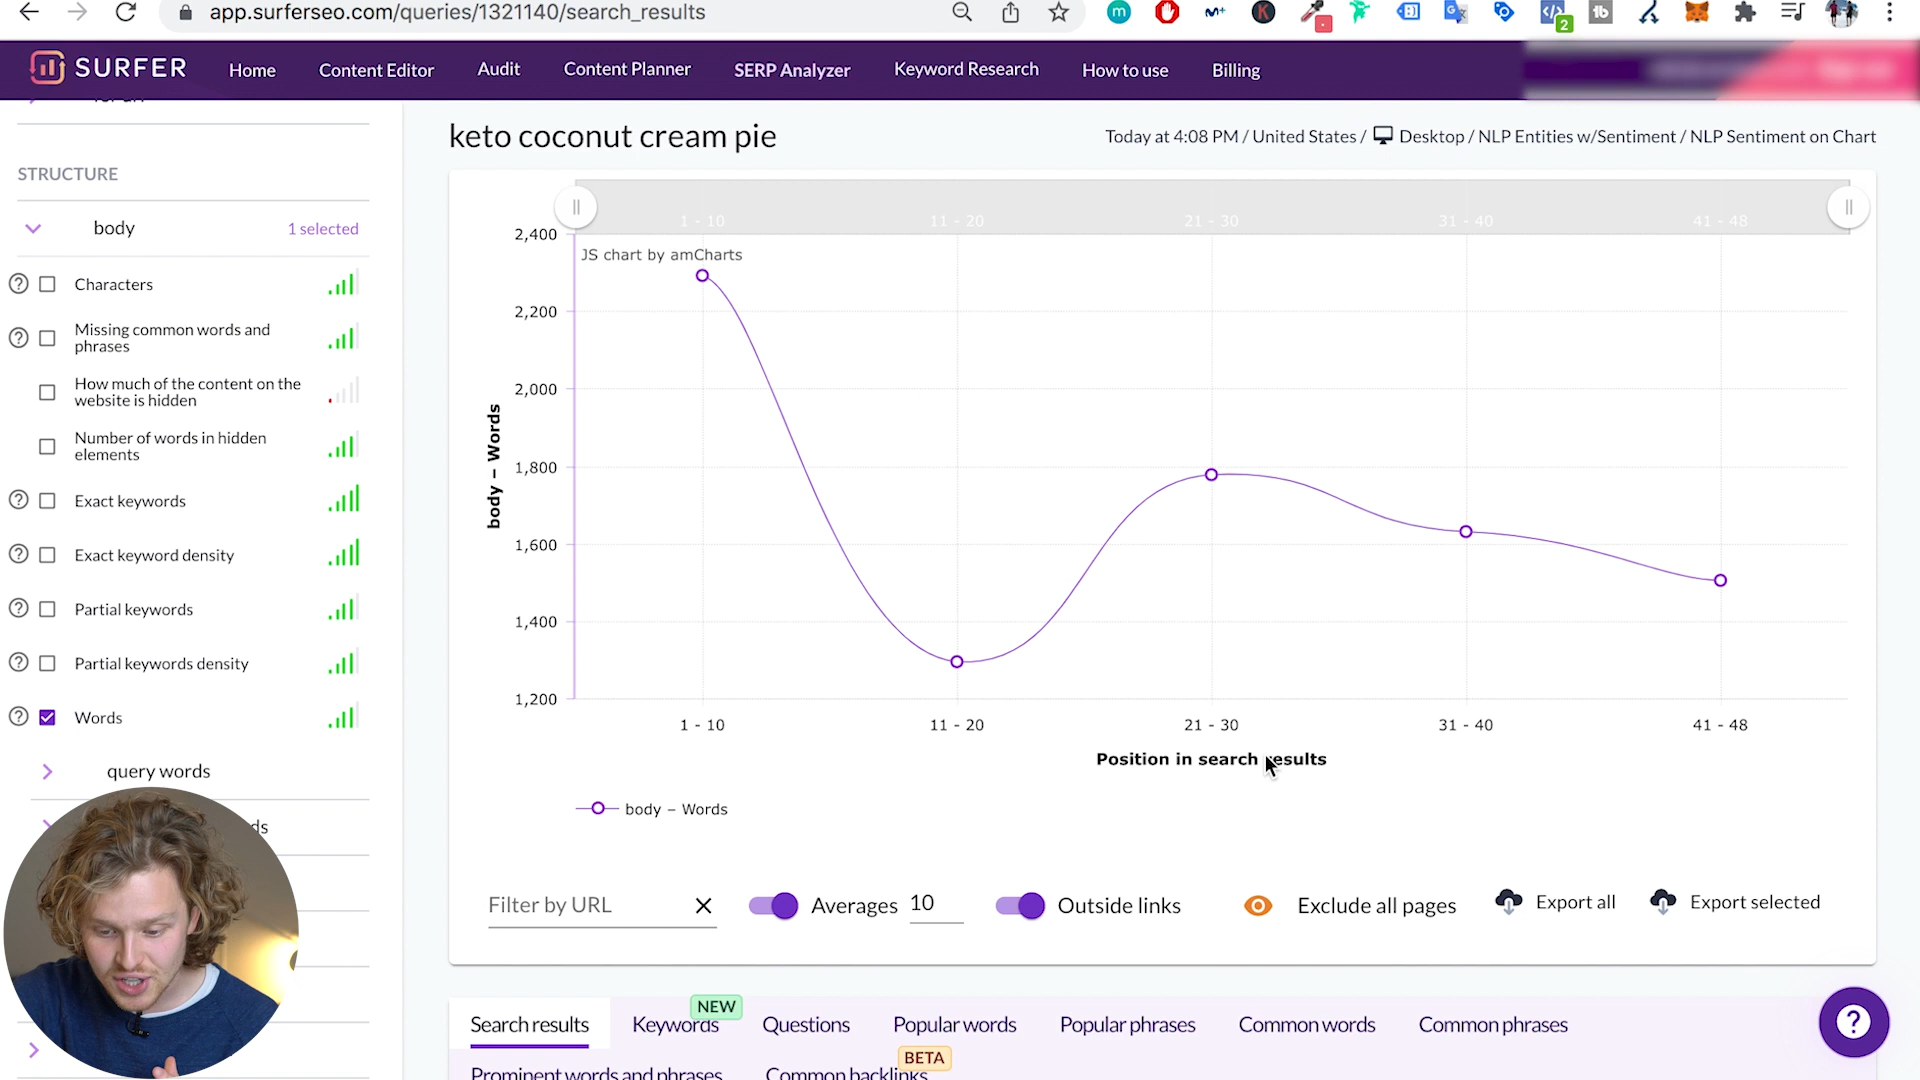 app.surferseo.com/queries/1321140/search_results
2
SURFER
Home
Content Editor
Audit
Content Planner
SERP Analyzer
Keyword Research
How to use
Billing
keto coconut cream pie
Today at 4:08 PM / United States / Desktop / NLP Entities w/Sentiment / NLP Sentiment on Chart
STRUCTURE
body
1 selected
Characters
Missing common words and
phrases
How much of the content on the
website is hidden
Number of words in hidden
elements
Exact keywords
Exact keyword density
Partial keywords
Partial keywords density
Words
query words
ds
1 - 10
11 - 20
21 - 30
31 - 40
41 - 48
JS chart by amCharts
2,400
2,200
2,000
1,800
1,600
1,400
1,200
body – Words
1 - 10
11 - 20
21 - 30
31 - 40
41 - 48
Position in search results
body – Words
Filter by URL
Averages 10
Outside links
Exclude all pages
Export all
Export selected
Search results
Keywords
NEW
Questions
Popular words
Popular phrases
Common words
Common phrases
Prominent words and phrases
Common backlinks
BETA